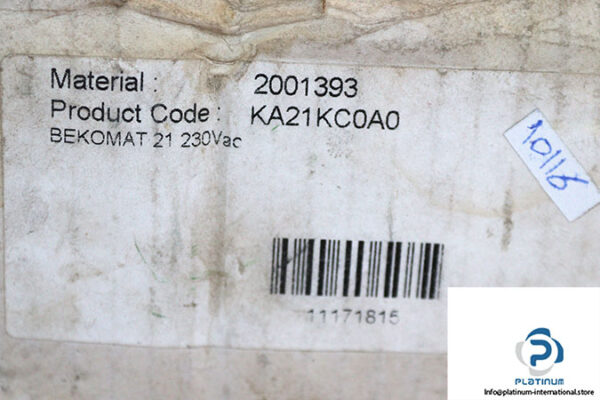 Material : 2001393
Product Code : KA21KC0A0
BEKOMAT 21 230Vac
10116
11171815
PLATINUM
info@platinum-international.store